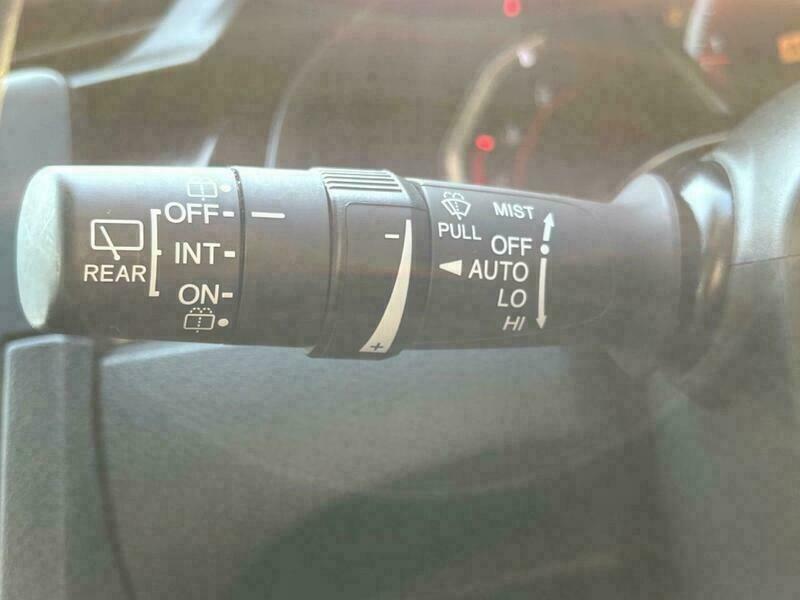 REAR
OFF
INT
ON
-
+
PULL
MIST
OFF
AUTO
LO
HI